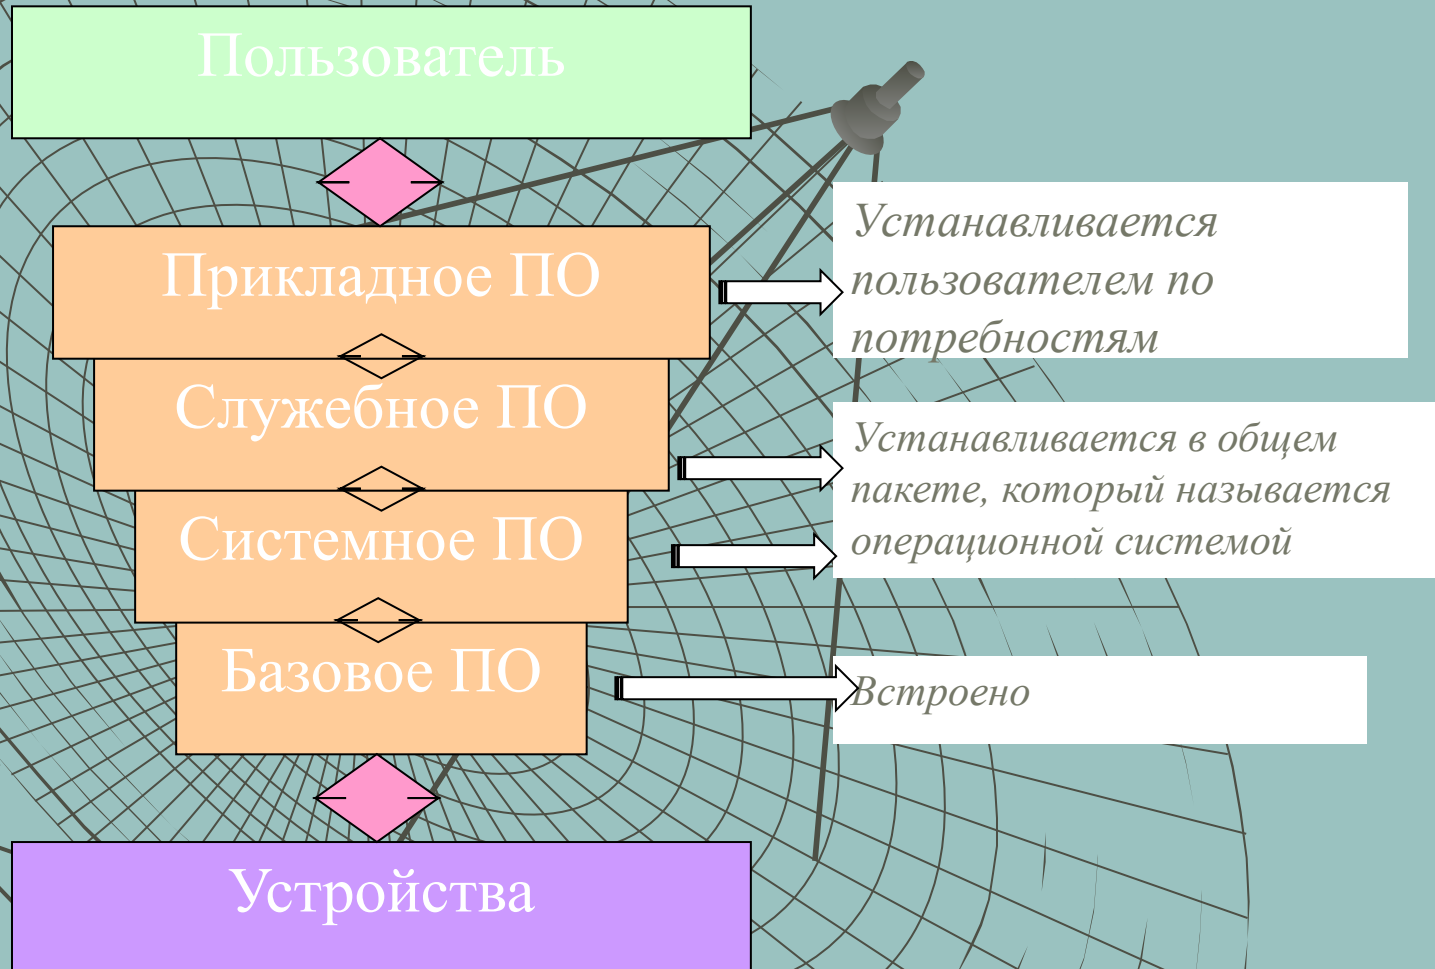 Пользователь
Прикладное ПО
Устанавливается
пользователем по
потребностям
Служебное ПО
Системное ПО
Устанавливается в общем
пакете, который называется
операционной системой
Базовое ПО
Встроено
Устройства